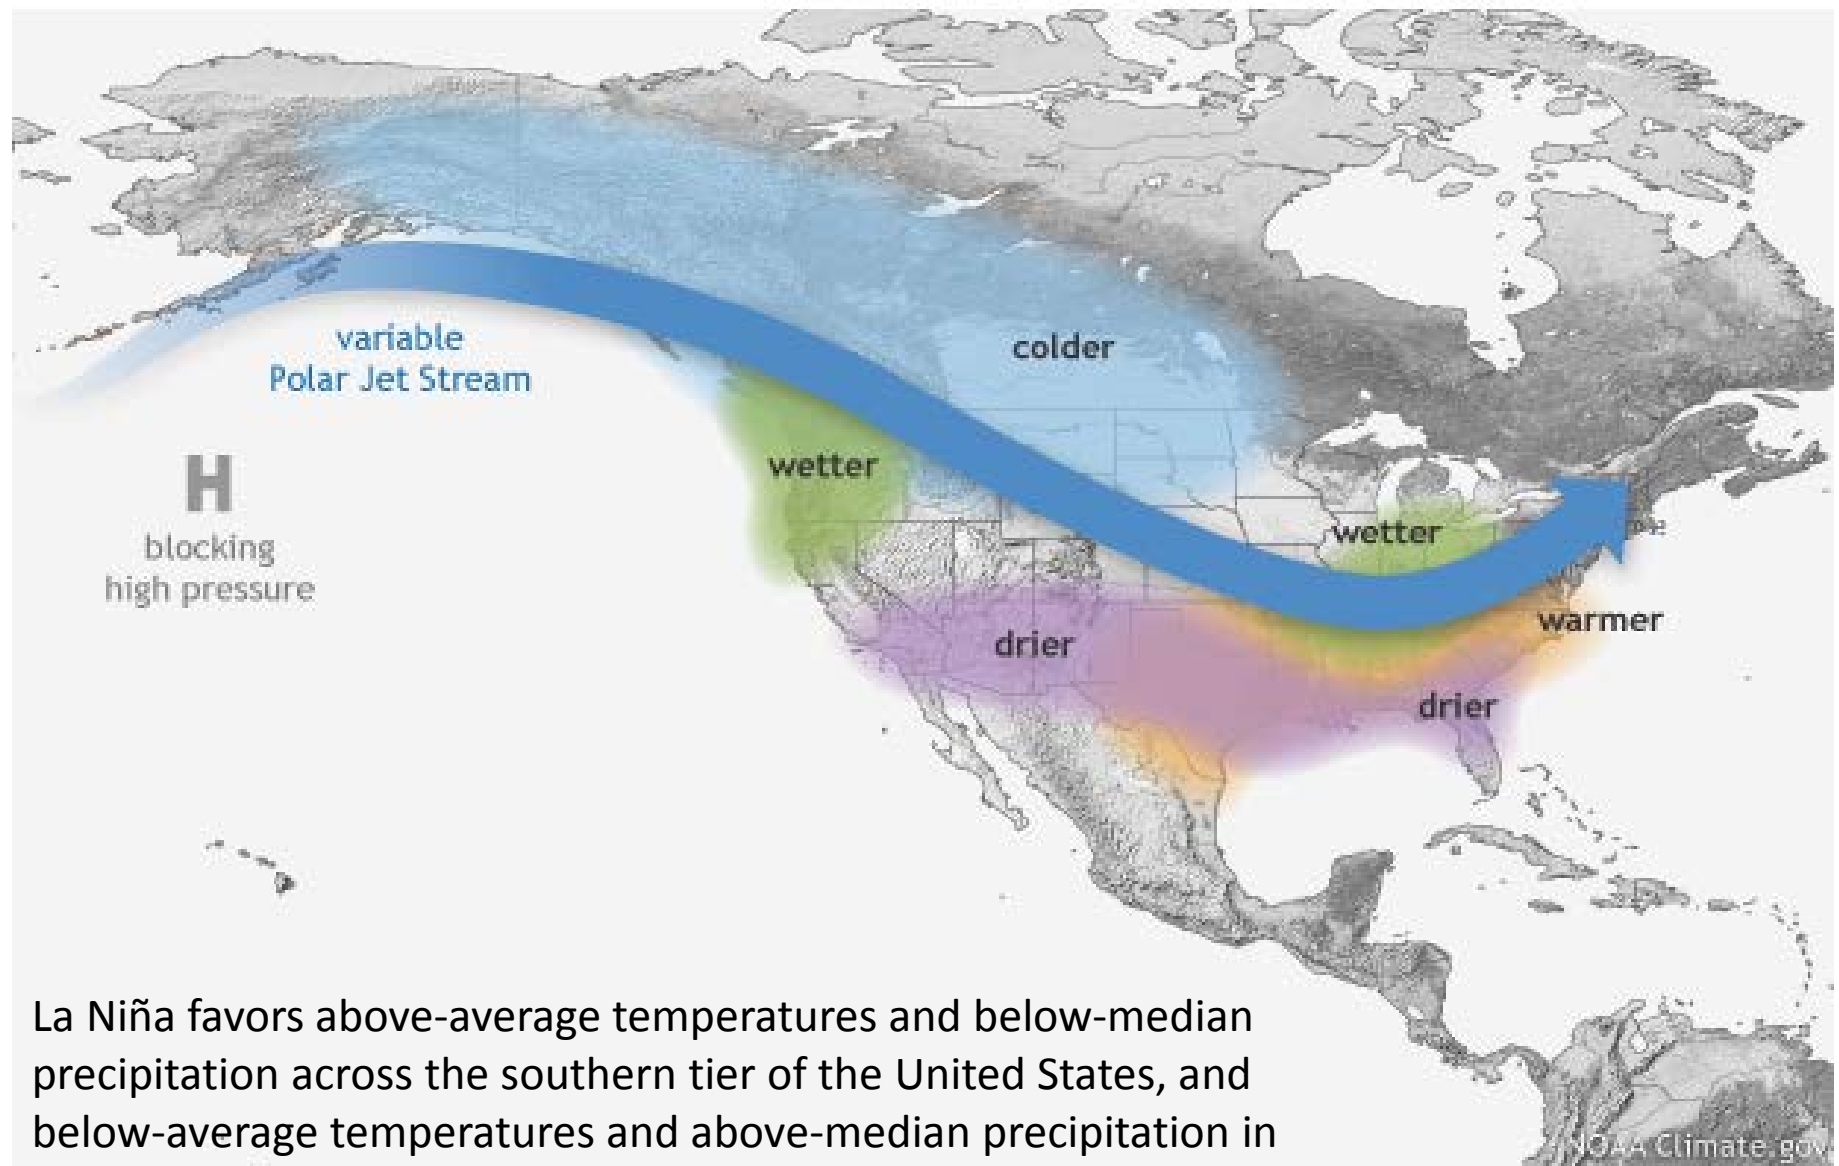 variable
Polar Jet Stream
colder
H
blocking
high pressure
wetter
wetter
warmer
drier
drier
La Niña favors above-average temperatures and below-median
precipitation across the southern tier of the United States, and
below-average temperatures and above-median precipitation in
NOAA Climate.gov